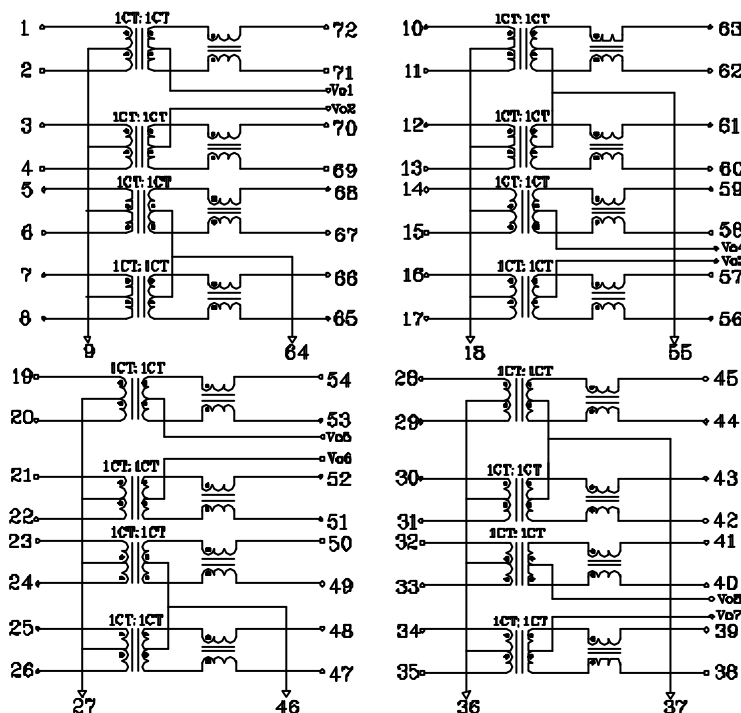 1CT:1CT
1 72
2 71
Vo1
Vo2
1CT:1CT
3 70
4 69
1CT:1CT
5 68
6 67
1CT:1CT
7 66
8 65
9 64
1CT:1CT
10 63
11 62
1CT:1CT
12 61
13 60
1CT:1CT
14 59
15 58
Vo4
Vo3
1CT:1CT
16 57
17 56
18 55
1CT:1CT
19 54
20 53
Vo5
Vo6
1CT:1CT
21 52
22 51
1CT:1CT
23 50
24 49
1CT:1CT
25 48
26 47
27 46
1CT:1CT
28 45
29 44
1CT:1CT
30 43
31 42
1CT:1CT
32 41
33 40
Vo8
Vo7
1CT:1CT
34 39
35 38
36 37